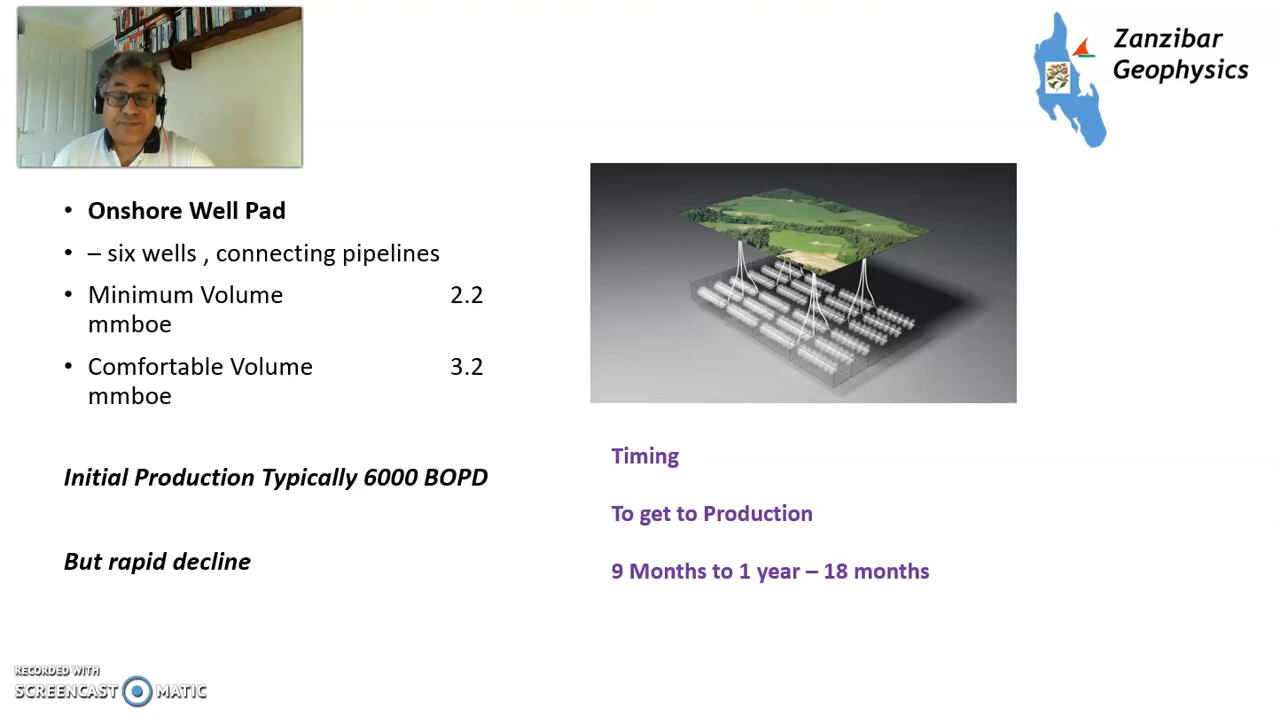 Zanzibar
Geophysics
• Onshore Well Pad
• – six wells , connecting pipelines
• Minimum Volume 2.2
mmboe
• Comfortable Volume 3.2
mmboe
Initial Production Typically 6000 BOPD
But rapid decline
Timing
To get to Production
9 Months to 1 year – 18 months
RECORDED WITH
SCREENCAST MATIC